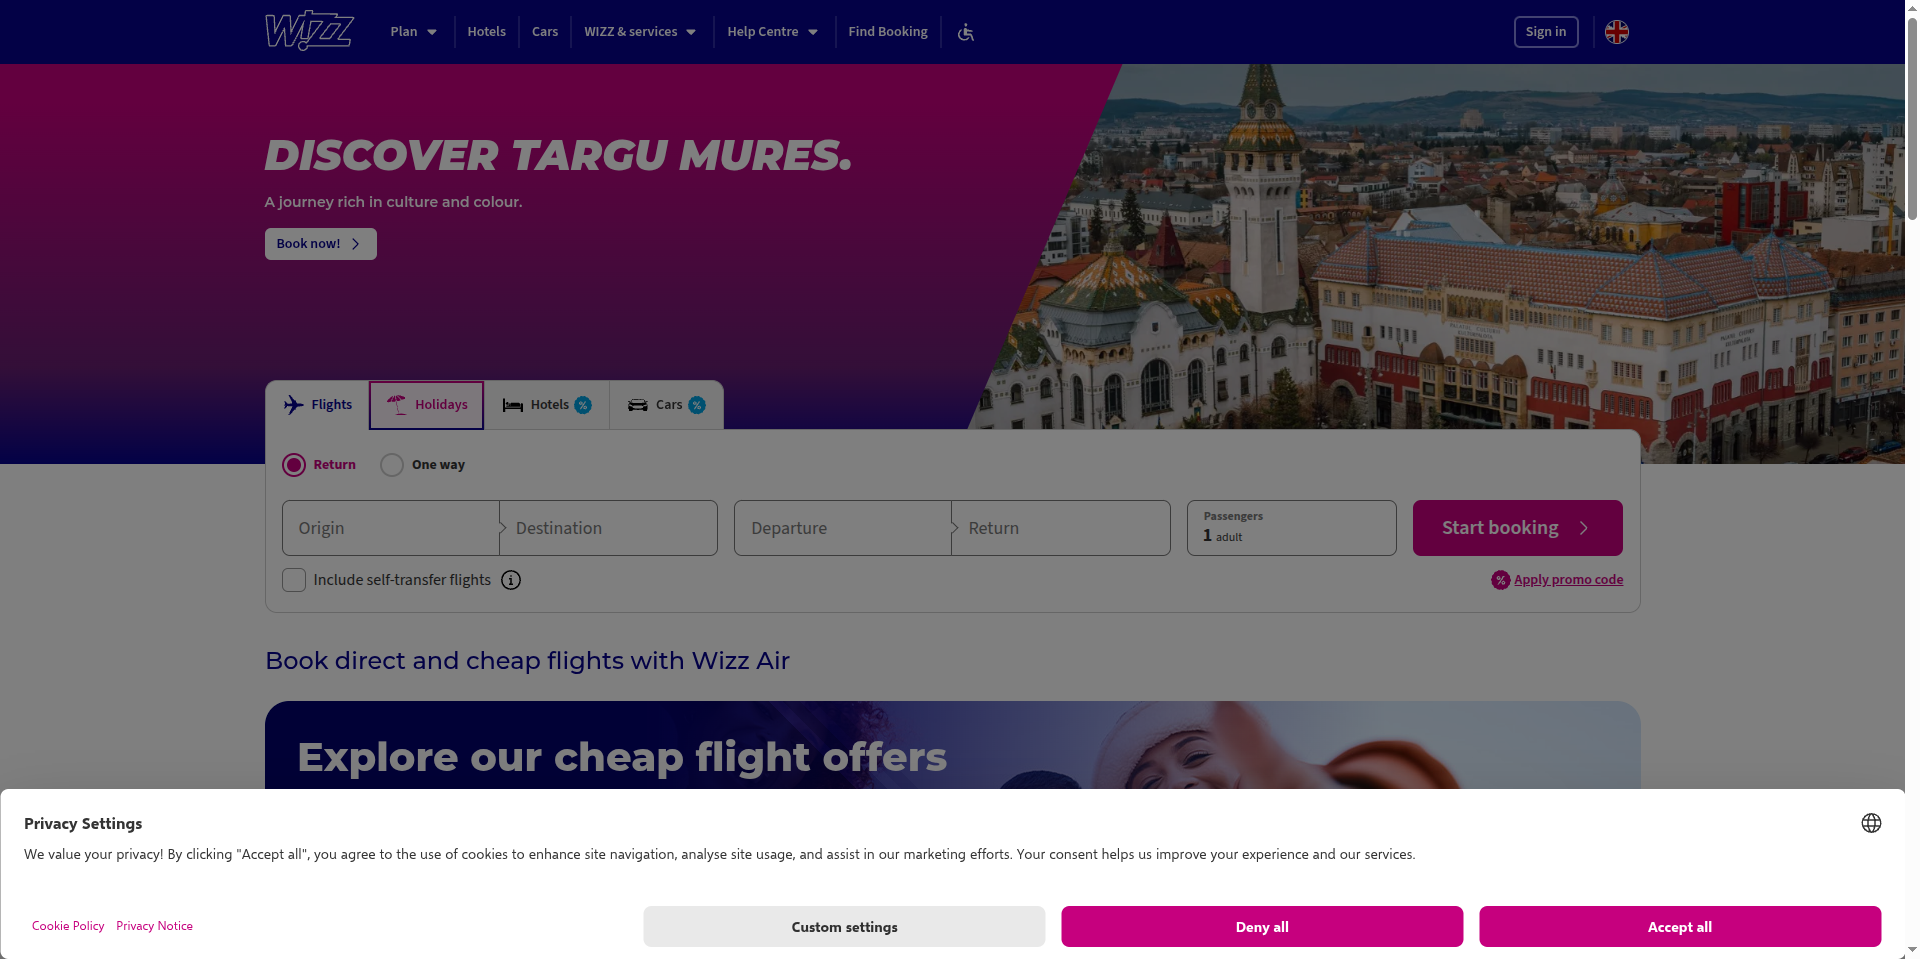 WIZZ
Plan
Hotels
Cars
WIZZ & services
Help Centre
Find Booking
Sign in
DISCOVER TARGU MURES.
A journey rich in culture and colour.
Book now!
Flights
Holidays
Hotels %
Cars %
Return
One way
Origin
Destination
Departure
Return
Passengers
1 adult
Start booking
Include self-transfer flights
% Apply promo code
Book direct and cheap flights with Wizz Air
Explore our cheap flight offers
Privacy Settings
We value your privacy! By clicking "Accept all", you agree to the use of cookies to enhance site navigation, analyse site usage, and assist in our marketing efforts. Your consent helps us improve your experience and our services.
Cookie Policy
Privacy Notice
Custom settings
Deny all
Accept all